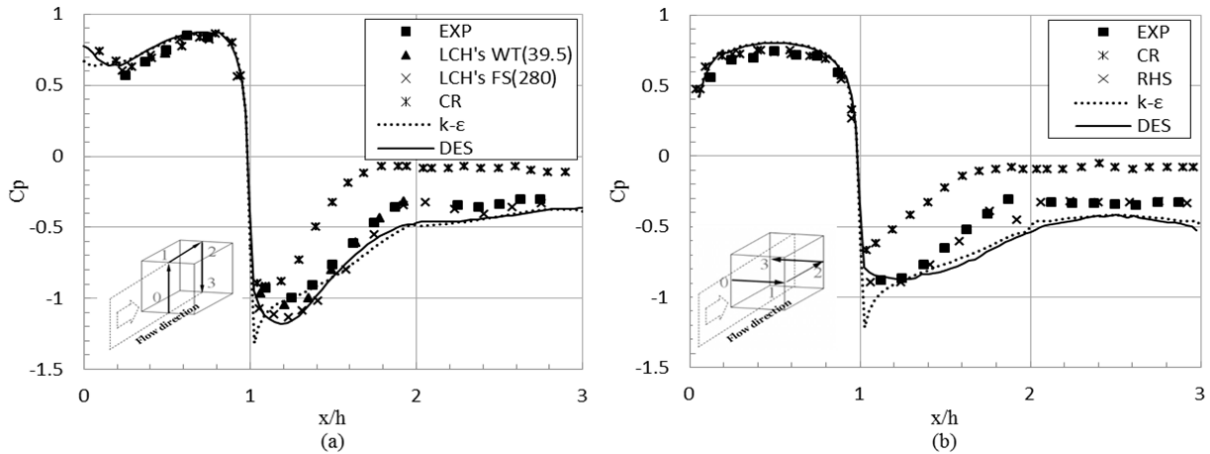 1
0.5
0
-0.5
-1
-1.5
Cp
0
1
2
3
x/h
(a)
EXP
LCH's WT(39.5)
LCH's FS(280)
CR
k-ε
DES
1
2
0
3
Flow direction
1
0.5
0
-0.5
-1
-1.5
Cp
0
1
2
3
x/h
(b)
EXP
CR
RHS
k-ε
DES
3
0
2
1
Flow direction